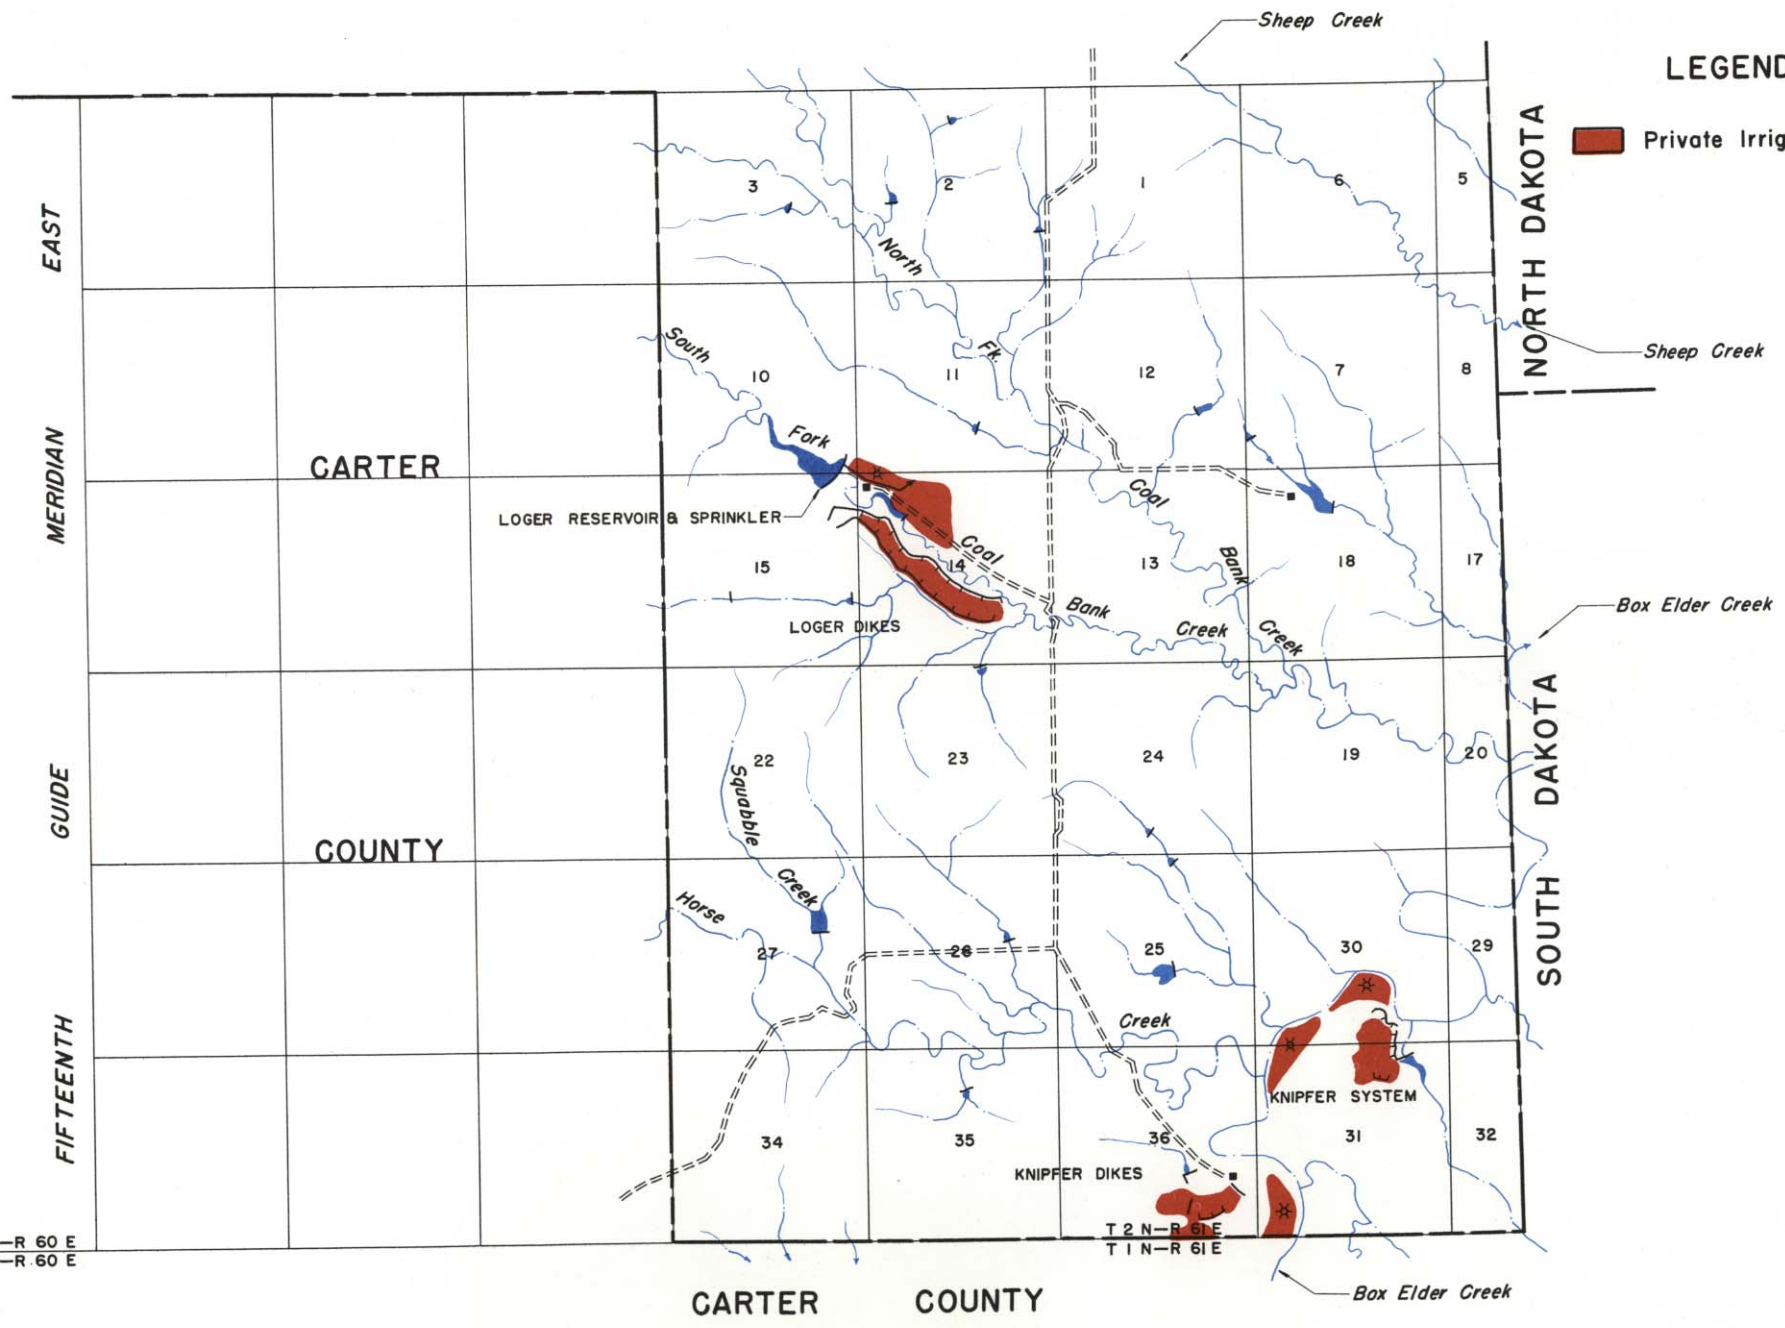 Sheep Creek
LEGEND
Private Irrig
NORTH DAKOTA
EAST
3
2
1
6
5
North
South
Fk.
Sheep Creek
10
11
12
7
8
MERIDIAN
CARTER
Fork
Coal
LOGER RESERVOIR & SPRINKLER
Coal
15
14
13
Bank
18
17
Bank
Box Elder Creek
LOGER DIKES
Creek
Creek
SOUTH DAKOTA
22
23
24
19
20
GUIDE
Squabble
COUNTY
Creek
Horse
27
26
25
30
29
Creek
FIFTEENTH
KNIPFER SYSTEM
34
35
36
31
32
KNIPFER DIKES
T 2 N-R 61 E
T 1 N-R 61 E
-R 60 E
-R 60 E
Box Elder Creek
CARTER COUNTY